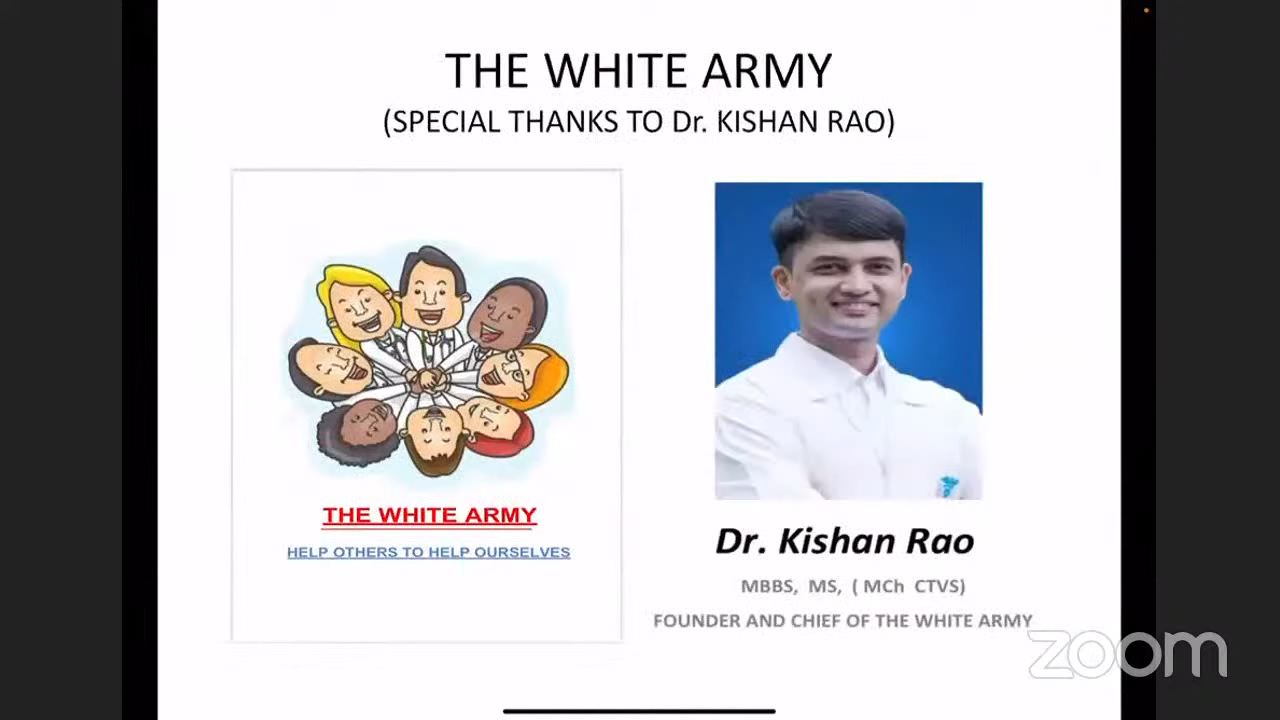 THE WHITE ARMY
(SPECIAL THANKS TO Dr. KISHAN RAO)
THE WHITE ARMY
HELP OTHERS TO HELP OURSELVES
Dr. Kishan Rao
MBBS, MS, ( MCh CTVS)
FOUNDER AND CHIEF OF THE WHITE ARMY
zoom